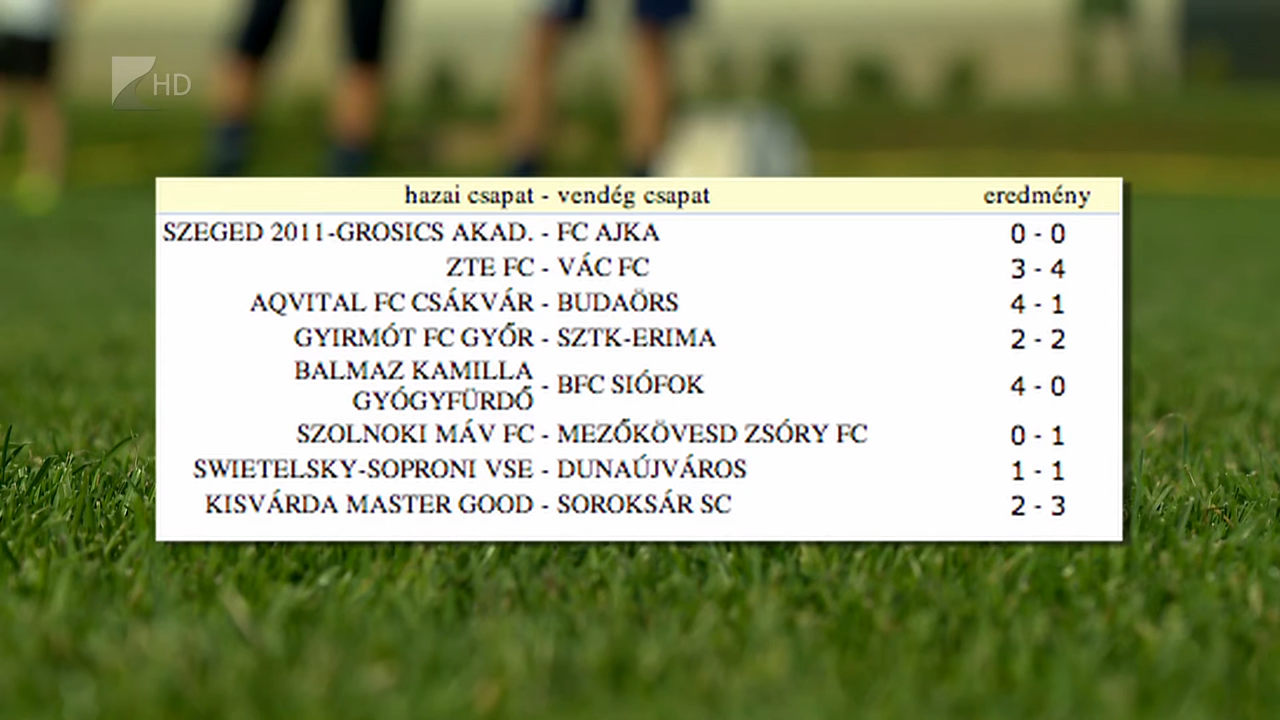 HD
hazai csapat - vendég csapat eredmény
SZEGED 2011-GROSICS AKAD. - FC AJKA 0 - 0
ZTE FC - VÁC FC 3 - 4
AQVITAL FC CSÁKVÁR - BUDAÖRS 4 - 1
GYIRMÓT FC GYŐR - SZTK-ERIMA 2 - 2
BALMAZ KAMILLA
GYÓGYFÜRDŐ - BFC SIÓFOK 4 - 0
SZOLNOKI MÁV FC - MEZŐKÖVESD ZSÓRY FC 0 - 1
SWIETELSKY-SOPRONI VSE - DUNAÚJVÁROS 1 - 1
KISVÁRDA MASTER GOOD - SOROKSÁR SC 2 - 3